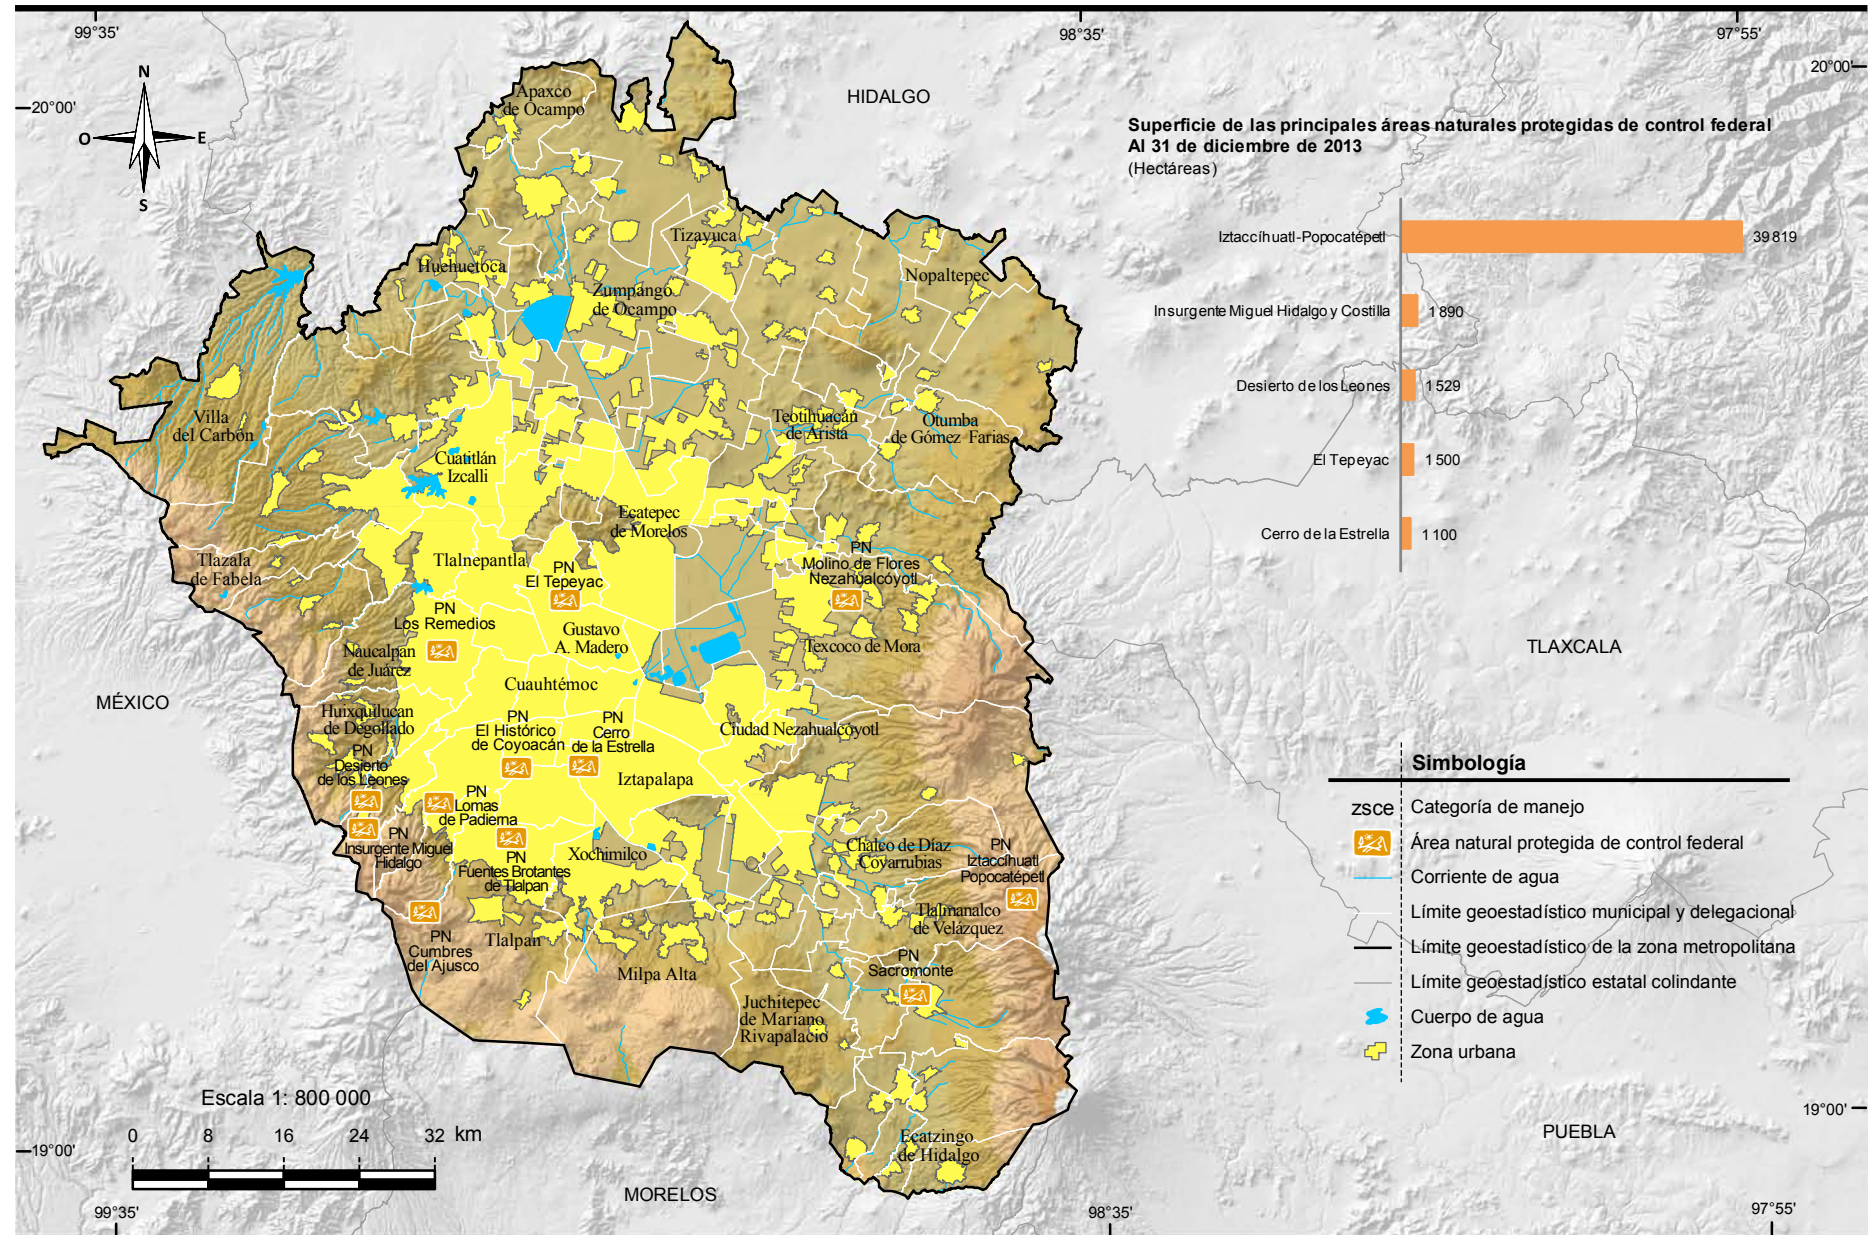 99°35'
98°35'
97°55'
20°00'
20°00'
N
O
E
S
HIDALGO
Superficie de las principales áreas naturales protegidas de control federal
Al 31 de diciembre de 2013
(Hectáreas)
Iztaccíhuatl-Popocatépetl
39 819
Insurgente Miguel Hidalgo y Costilla
1 890
Desierto de los Leones
1 529
El Tepeyac
1 500
Cerro de la Estrella
1 100
Apaxco
de Ocampo
Tizayuca
Huehuetoca
Nopaltepec
Zumpango
de Ocampo
Villa
del Carbón
Teotihuacán
de Arista
Otumba
de Gómez Farias
Cuatitlán
Izcalli
Ecatepec
de Morelos
Tlazala
de Fabela
Tlalnepantla
PN
El Tepeyac
PN
Molino de Flores
Nezahualcóyotl
PN
Los Remedios
Gustavo
A. Madero
Naucalpan
de Juárez
Texcoco de Mora
TLAXCALA
Cuauhtémoc
MÉXICO
Huixquilucan
de Degollado
PN
El Histórico
de Coyoacán
PN
Cerro
de la Estrella
Ciudad Nezahualcóyotl
PN
Desierto
de los Leones
Iztapalapa
PN
Lomas
de Padierna
PN
Insurgente Miguel
Hidalgo
PN
Fuentes Brotantes
de Tlalpan
Xochimilco
Chalco de Díaz
Covarrubias
PN
Iztaccíhuatl
Popocatépetl
Tlalmanalco
de Velázquez
PN
Cumbres
del Ajusco
Tlalpan
Milpa Alta
PN
Sacromonte
Juchitepec
de Mariano
Rivapalacio
Ecatzingo
de Hidalgo
Simbología
zsce Categoría de manejo
Área natural protegida de control federal
Corriente de agua
Límite geoestadístico municipal y delegacional
Límite geoestadístico de la zona metropolitana
Límite geoestadístico estatal colindante
Cuerpo de agua
Zona urbana
Escala 1: 800 000
0 8 16 24 32 km
19°00'
19°00'
PUEBLA
MORELOS
99°35'
98°35'
97°55'